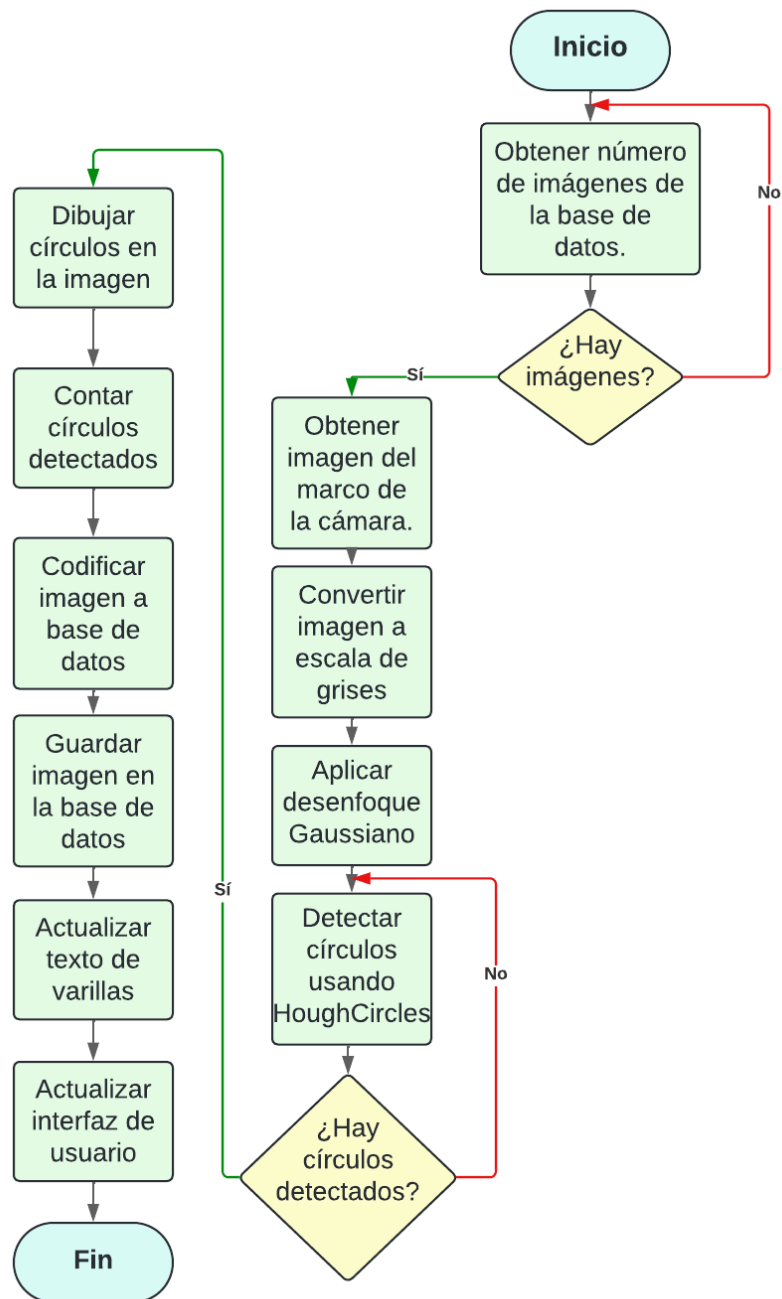 Inicio
Obtener número
de imágenes de
la base de
datos.
No
¿Hay
imágenes?
Sí
Obtener
imagen del
marco de
la cámara.
Convertir
imagen a
escala de
grises
Aplicar
desenfoque
Gaussiano
Detectar
círculos
usando
HoughCircles
No
¿Hay
círculos
detectados?
Sí
Dibujar
círculos en
la imagen
Contar
círculos
detectados
Codificar
imagen a
base de
datos
Guardar
imagen en
la base de
datos
Actualizar
texto de
varillas
Actualizar
interfaz de
usuario
Fin